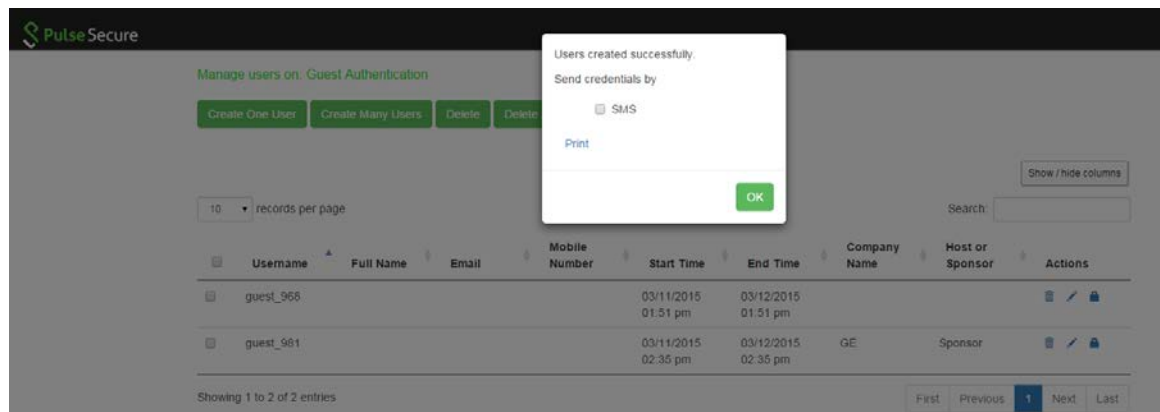 Pulse Secure
Users created successfully.
Send credentials by
SMS
Print
OK
Manage users on: Guest Authentication
Create One User Create Many Users Delete Delete
Show / hide columns
10 records per page
Search:
Username Full Name Email Mobile Number Start Time End Time Company Name Host or Sponsor Actions
guest_968 03/11/2015 03/12/2015
01:51 pm 01:51 pm
guest_981 03/11/2015 03/12/2015 GE Sponsor
02:35 pm 02:35 pm
Showing 1 to 2 of 2 entries
First Previous 1 Next Last